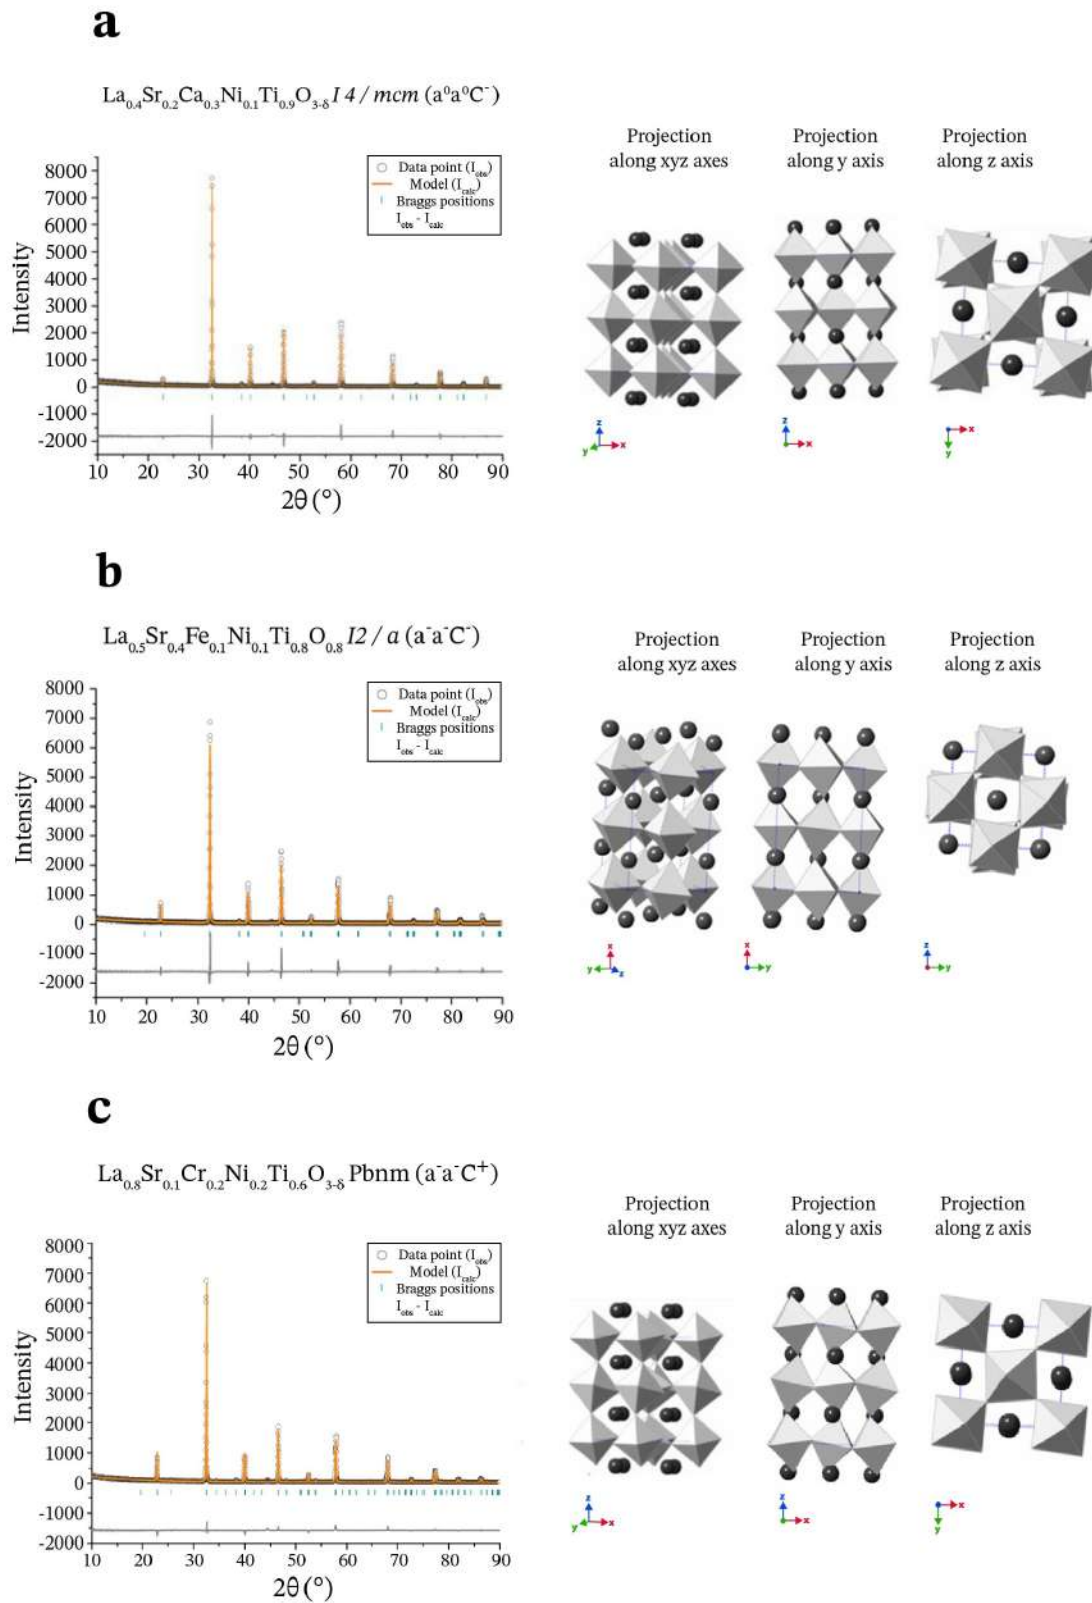 a
La₀.₄Sr₀.₂Ca₀.₃Ni₀.₁Ti₀.₉O₃₋δ I 4 / mcm (a⁰a⁰C⁻)
Projection along xyz axes
Projection along y axis
Projection along z axis
Data point (Iobs)
Model (Icalc)
Braggs positions
Iobs - Icalc
Intensity
8000
7000
6000
5000
4000
3000
2000
1000
0
-1000
-2000
10 20 30 40 50 60 70 80 90
2θ (°)
z
y
x
z
x
x
y
b
La₀.₅Sr₀.₄Fe₀.₁Ni₀.₁Ti₀.₈O₀.₈ I2 / a (a⁻a⁻C⁻)
Projection along xyz axes
Projection along y axis
Projection along z axis
Data point (Iobs)
Model (Icalc)
Braggs positions
Iobs - Icalc
Intensity
8000
7000
6000
5000
4000
3000
2000
1000
0
-1000
-2000
10 20 30 40 50 60 70 80 90
2θ (°)
x
y
z
x
y
z
y
c
La₀.₈Sr₀.₁Cr₀.₂Ni₀.₂Ti₀.₆O₃₋δ Pbnm (a⁻a⁻C⁺)
Projection along xyz axes
Projection along y axis
Projection along z axis
Data point (Iobs)
Model (Icalc)
Braggs positions
Iobs - Icalc
Intensity
8000
7000
6000
5000
4000
3000
2000
1000
0
-1000
-2000
10 20 30 40 50 60 70 80 90
2θ (°)
z
y
x
z
x
x
y